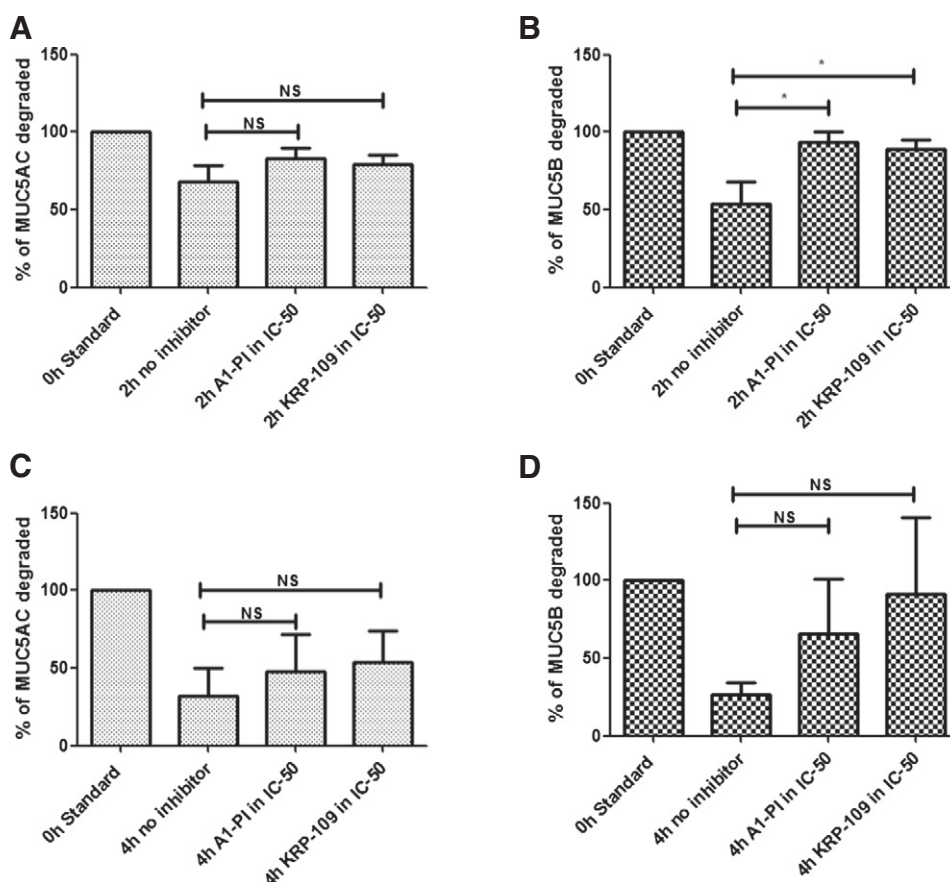 A
150
100
50
0
% of MUC5AC degraded
NS
NS
0h Standard
2h no inhibitor
2h A1-PI in IC-50
2h KRP-109 in IC-50
B
150
100
50
0
% of MUC5B degraded
*
*
0h Standard
2h no inhibitor
2h A1-PI in IC-50
2h KRP-109 in IC-50
C
150
100
50
0
% of MUC5AC degraded
NS
NS
0h Standard
4h no inhibitor
4h A1-PI in IC-50
4h KRP-109 in IC-50
D
150
100
50
0
% of MUC5B degraded
NS
NS
0h Standard
4h no inhibitor
4h A1-PI in IC-50
4h KRP-109 in IC-50